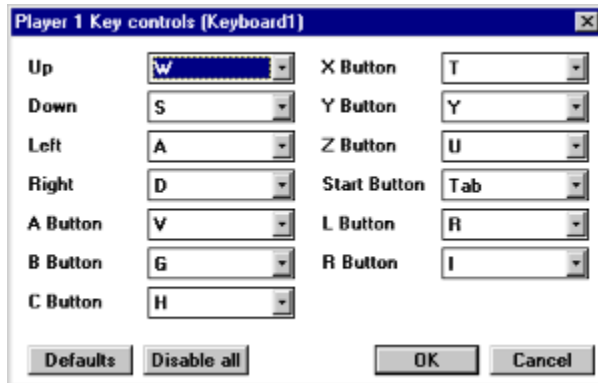 Player 1 Key controls (Keyboard1)
Up W X Button T
Down S Y Button Y
Left A Z Button U
Right D Start Button Tab
A Button V L Button R
B Button G R Button I
C Button H
Defaults Disable all OK Cancel